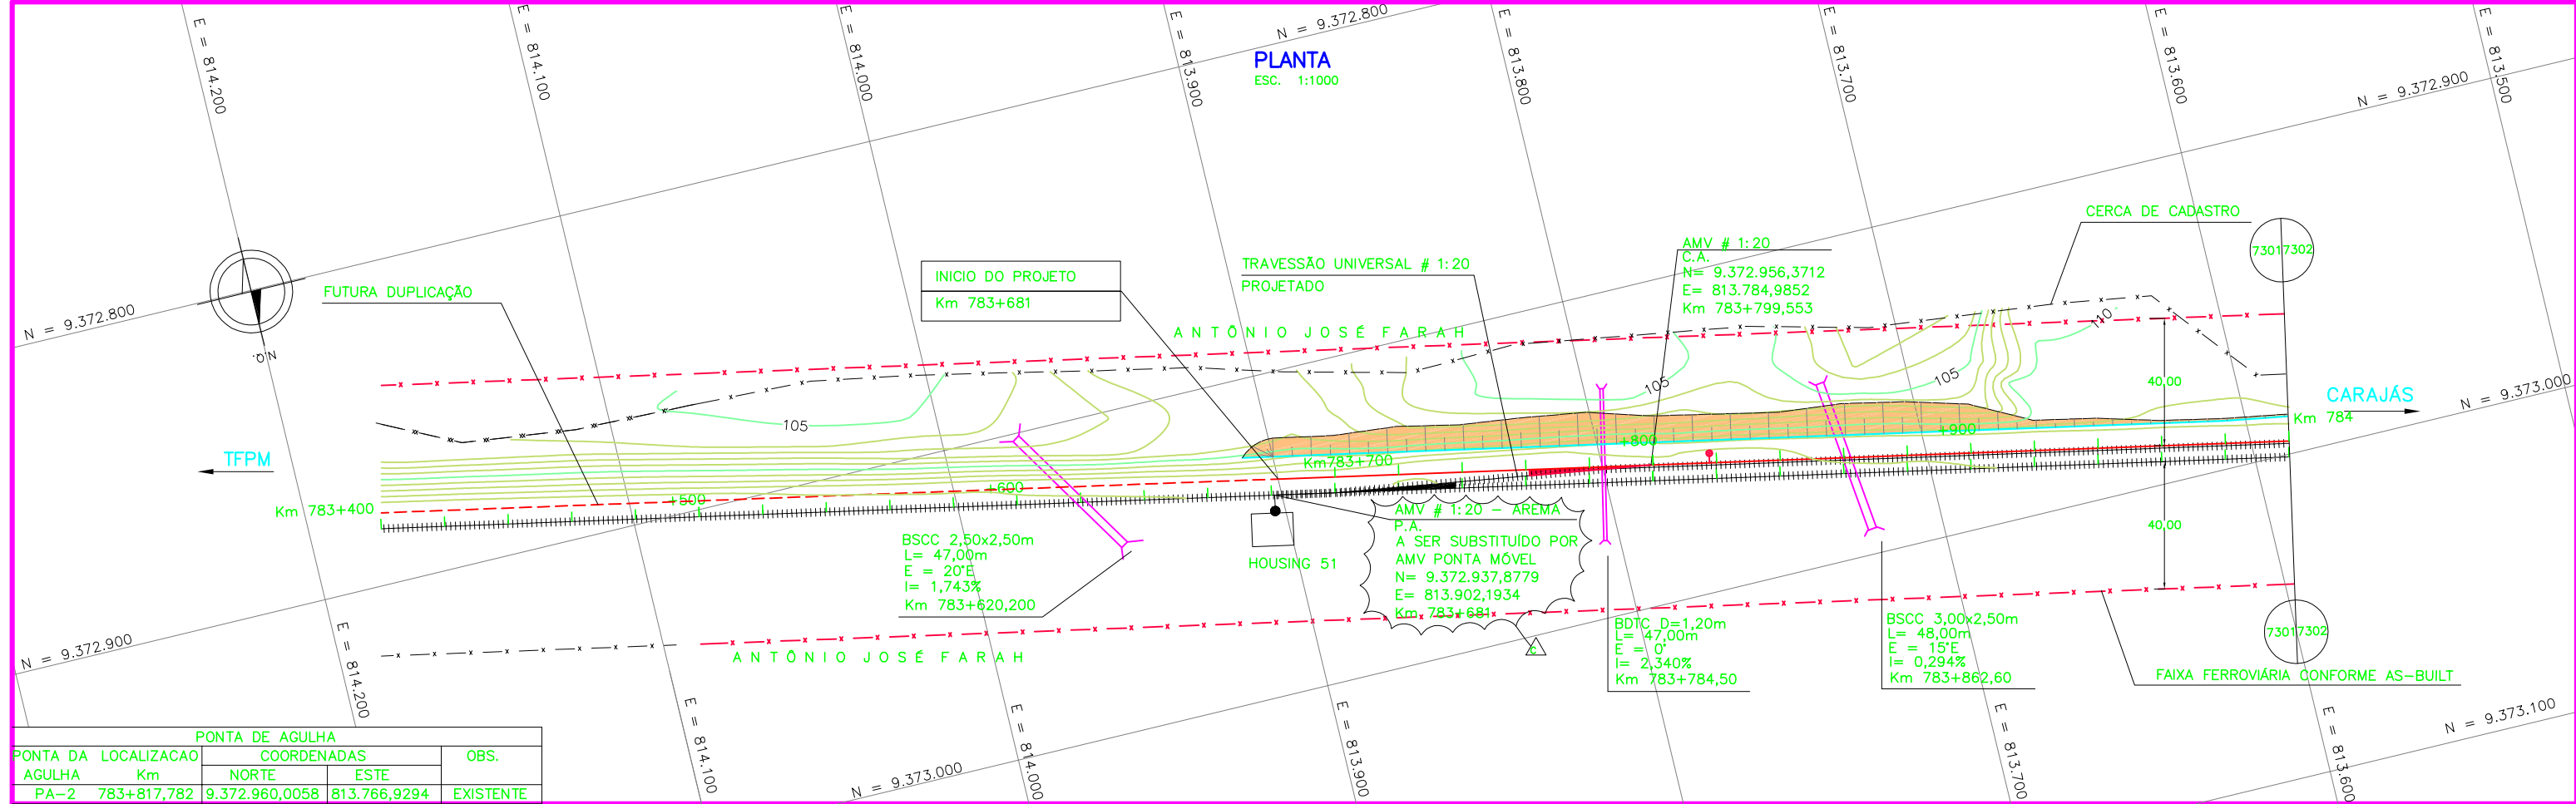 E = 814.200
E = 814.100
E = 814.000
E = 813.900
E = 813.800
E = 813.700
E = 813.600
E = 813.500
N = 9.372.800
N = 9.372.900
PLANTA
ESC. 1:1000
CERCA DE CADASTRO
73017302
INICIO DO PROJETO
Km 783+681
TRAVESSÃO UNIVERSAL # 1:20
PROJETADO
AMV # 1:20
C.A.
N= 9.372.956,3712
E= 813.784,9852
Km 783+799,553
FUTURA DUPLICAÇÃO
N = 9.372.800
N.Q.
ANTÔNIO JOSÉ FARAH
110
105
105
105
40,00
CARAJÁS
N = 9.373.000
Km 784
TFPM
Km 783+400
+500
+600
Km783+700
+800
+900
40,00
BSCC 2,50x2,50m
L= 47,00m
E = 20°E
I= 1,743%
Km 783+620,200
HOUSING 51
AMV # 1:20 - AREMA
P.A.
A SER SUBSTITUÍDO POR
AMV PONTA MÓVEL
N= 9.372.937,8779
E= 813.902,1934
Km 783+681
C
BDTC D=1,20m
L= 47,00m
E = 0°
I= 2,340%
Km 783+784,50
BSCC 3,00x2,50m
L= 48,00m
E = 15°E
I= 0,294%
Km 783+862,60
73017302
FAIXA FERROVIÁRIA CONFORME AS-BUILT
ANTÔNIO JOSÉ FARAH
N = 9.372.900
E = 814.200
E = 814.100
E = 814.000
E = 813.900
E = 813.700
E = 813.600
N = 9.373.000
N = 9.373.100
PONTA DE AGULHA
PONTA DA LOCALIZACAO COORDENADAS OBS.
AGULHA Km NORTE ESTE
PA-2 783+817,782 9.372.960,0058 813.766,9294 EXISTENTE